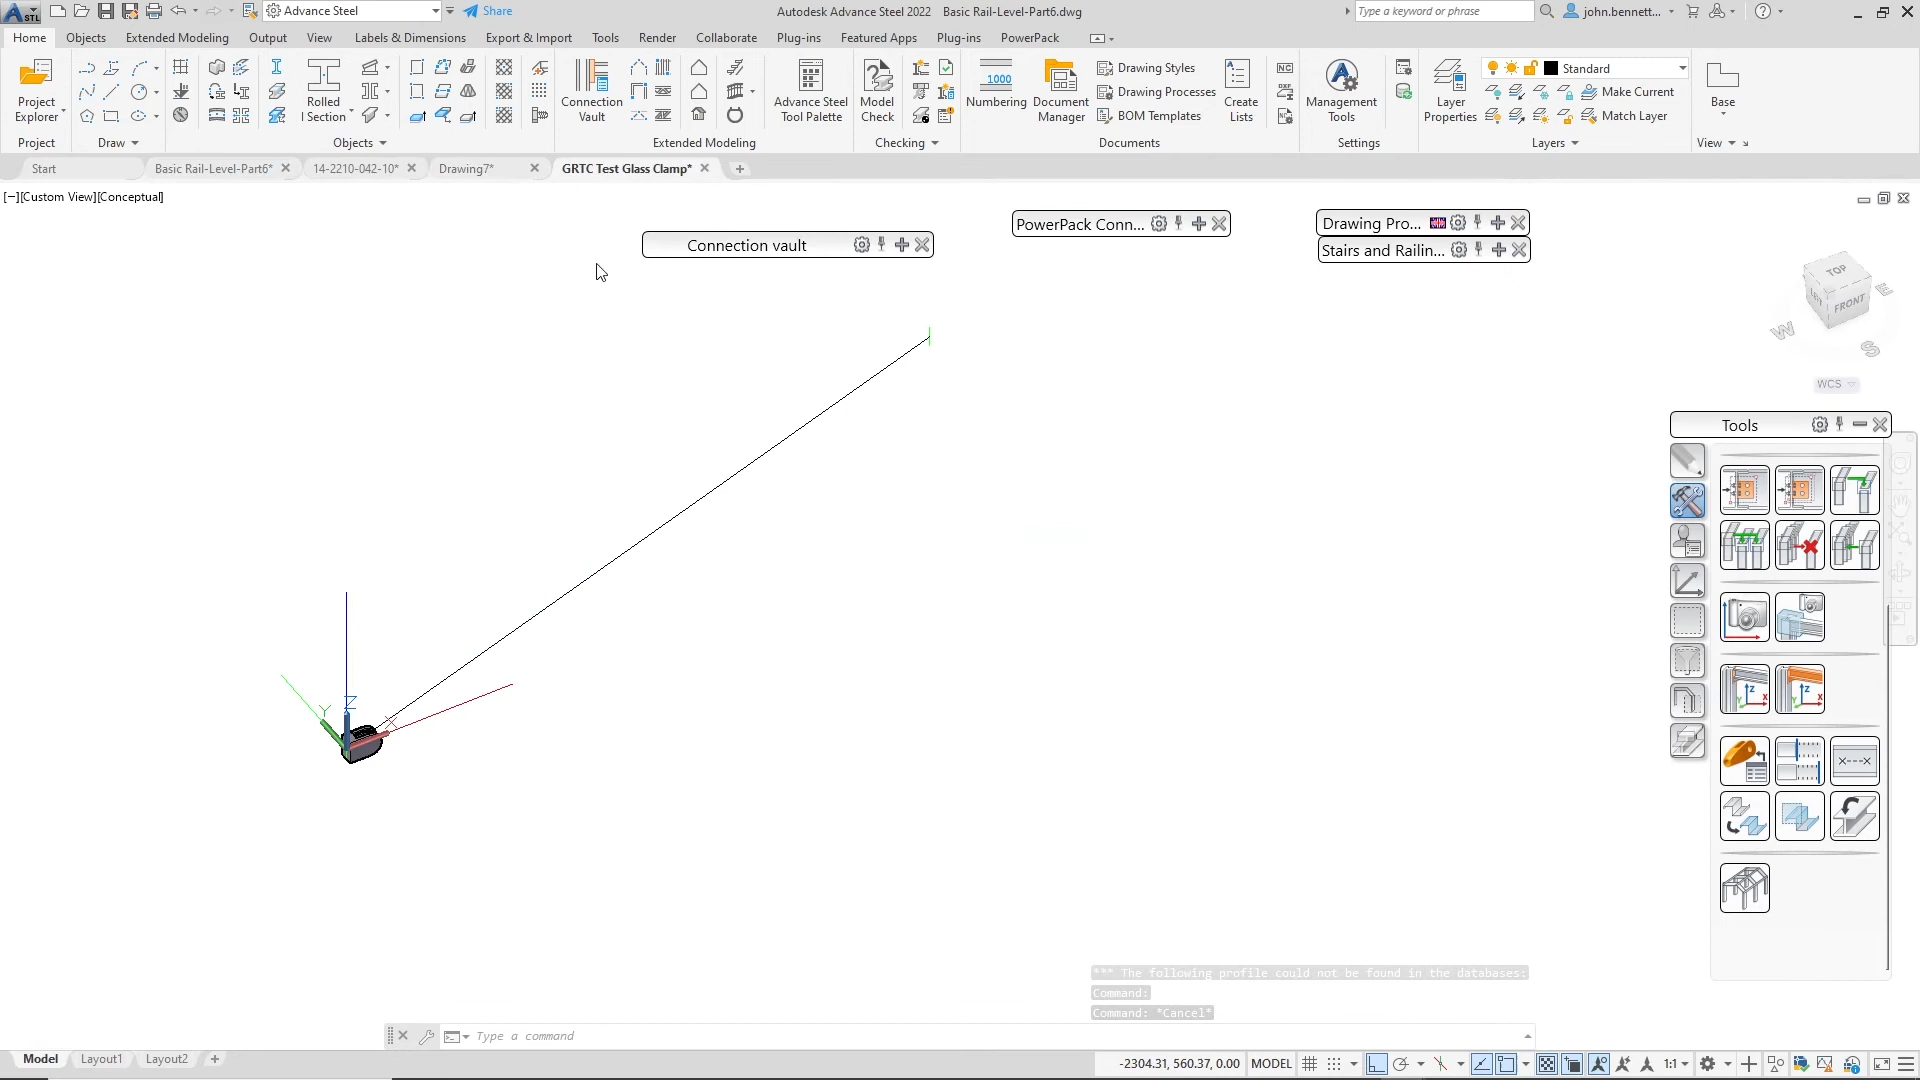 STL
Advance Steel
Share
Autodesk Advance Steel 2022 Basic Rail-Level-Part6.dwg
Type a keyword or phrase
john.bennett...
Home
Objects
Extended Modeling
Output
View
Labels & Dimensions
Export & Import
Tools
Render
Collaborate
Plug-ins
Featured Apps
Plug-ins
PowerPack
Project
Explorer
Rolled
I Section
Connection
Vault
Advance Steel
Tool Palette
Model
Check
1000
Numbering
Document
Manager
Drawing Styles
Drawing Processes
BOM Templates
Create
Lists
NC
DXF
Management
Tools
Layer
Properties
Standard
Make Current
Match Layer
Base
Project
Draw
Objects
Extended Modeling
Checking
Documents
Settings
Layers
View
Start
Basic Rail-Level-Part6*
14-2210-042-10*
Drawing7*
GRTC Test Glass Clamp*
[−][Custom View][Conceptual]
Connection vault
PowerPack Conn...
Drawing Pro...
Stairs and Railin...
TOP
LEFT
FRONT
W
S
E
WCS
Tools
Z
Y
X
*** The following profile could not be found in the databases:
Command:
Command: *Cancel*
Type a command
Model
Layout1
Layout2
-2304.31, 560.37, 0.00
MODEL
1:1